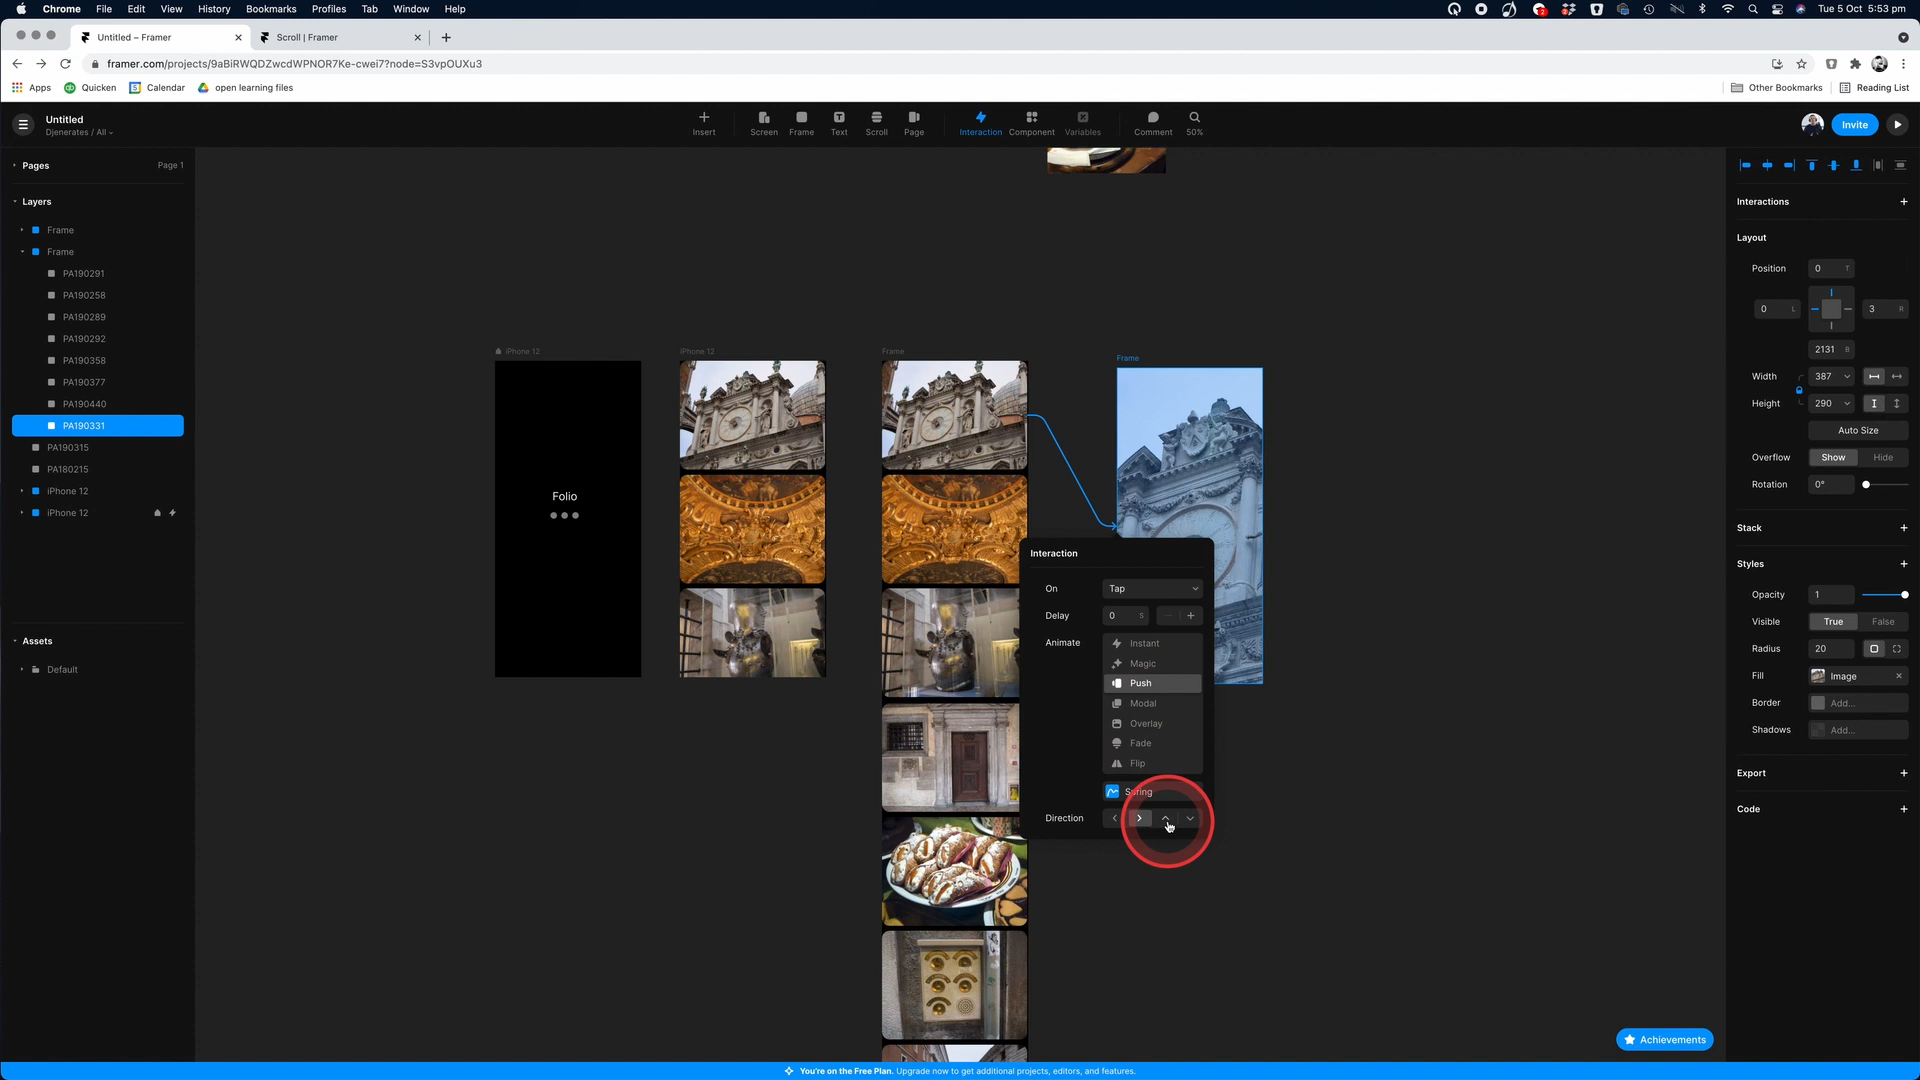 Chrome File Edit View History Bookmarks Profiles Tab Window Help
Tue 5 Oct 5:53 pm
Untitled – Framer
Scroll | Framer
framer.com/projects/9aBiRWQDZwcdWPNOR7Ke-cwei7?node=S3vpOUXu3
Apps Quicken Calendar open learning files Other Bookmarks Reading List
Untitled
Djenerates / All
Insert Screen Frame Text Scroll Page Interaction Component Variables Comment 50%
Invite
Pages Page 1
Layers
Frame
Frame
PA190291
PA190258
PA190289
PA190292
PA190358
PA190377
PA190440
PA190331
PA190315
PA180215
iPhone 12
iPhone 12
Assets
Default
iPhone 12
iPhone 12
Frame
Frame
Folio
Interaction
On Tap
Delay 0 s
Animate Instant
Magic
Push
Modal
Overlay
Fade
Flip
Spring
Direction
Interactions
Layout
Position 0 T
0 L 3 R
2131 B
Width 387
Height 290
Auto Size
Overflow Show Hide
Rotation 0°
Stack
Styles
Opacity 1
Visible True False
Radius 20
Fill Image
Border Add...
Shadows Add...
Export
Code
Achievements
You're on the Free Plan. Upgrade now to get additional projects, editors, and features.